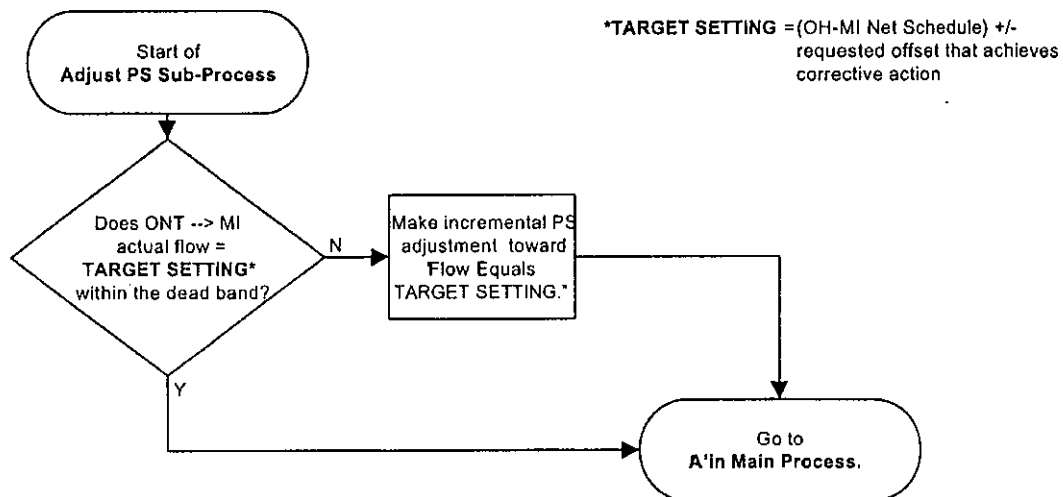 *TARGET SETTING =(OH-MI Net Schedule) +/-
requested offset that achieves
corrective action
Start of
Adjust PS Sub-Process
Does ONT --> MI
actual flow =
TARGET SETTING*
within the dead band?
N
Make incremental PS
adjustment toward
"Flow Equals
TARGET SETTING."
Y
Go to
A'in Main Process.